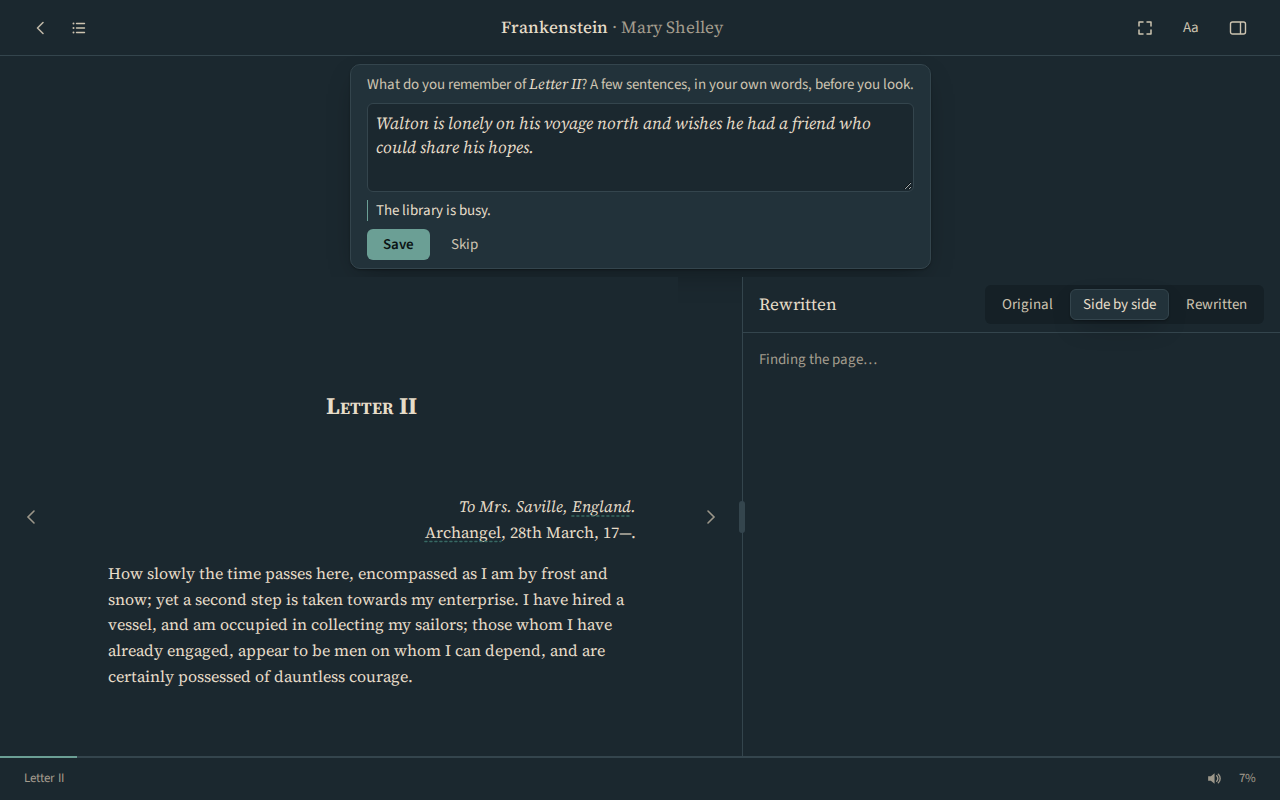 Frankenstein · Mary Shelley
Aa
What do you remember of Letter II? A few sentences, in your own words, before you look.
Walton is lonely on his voyage north and wishes he had a friend who
could share his hopes.
The library is busy.
Save
Skip
Rewritten
Original
Side by side
Rewritten
Finding the page…
Letter II
To Mrs. Saville, England.
Archangel, 28th March, 17—.
How slowly the time passes here, encompassed as I am by frost and
snow; yet a second step is taken towards my enterprise. I have hired a
vessel, and am occupied in collecting my sailors; those whom I have
already engaged, appear to be men on whom I can depend, and are
certainly possessed of dauntless courage.
Letter II
7%